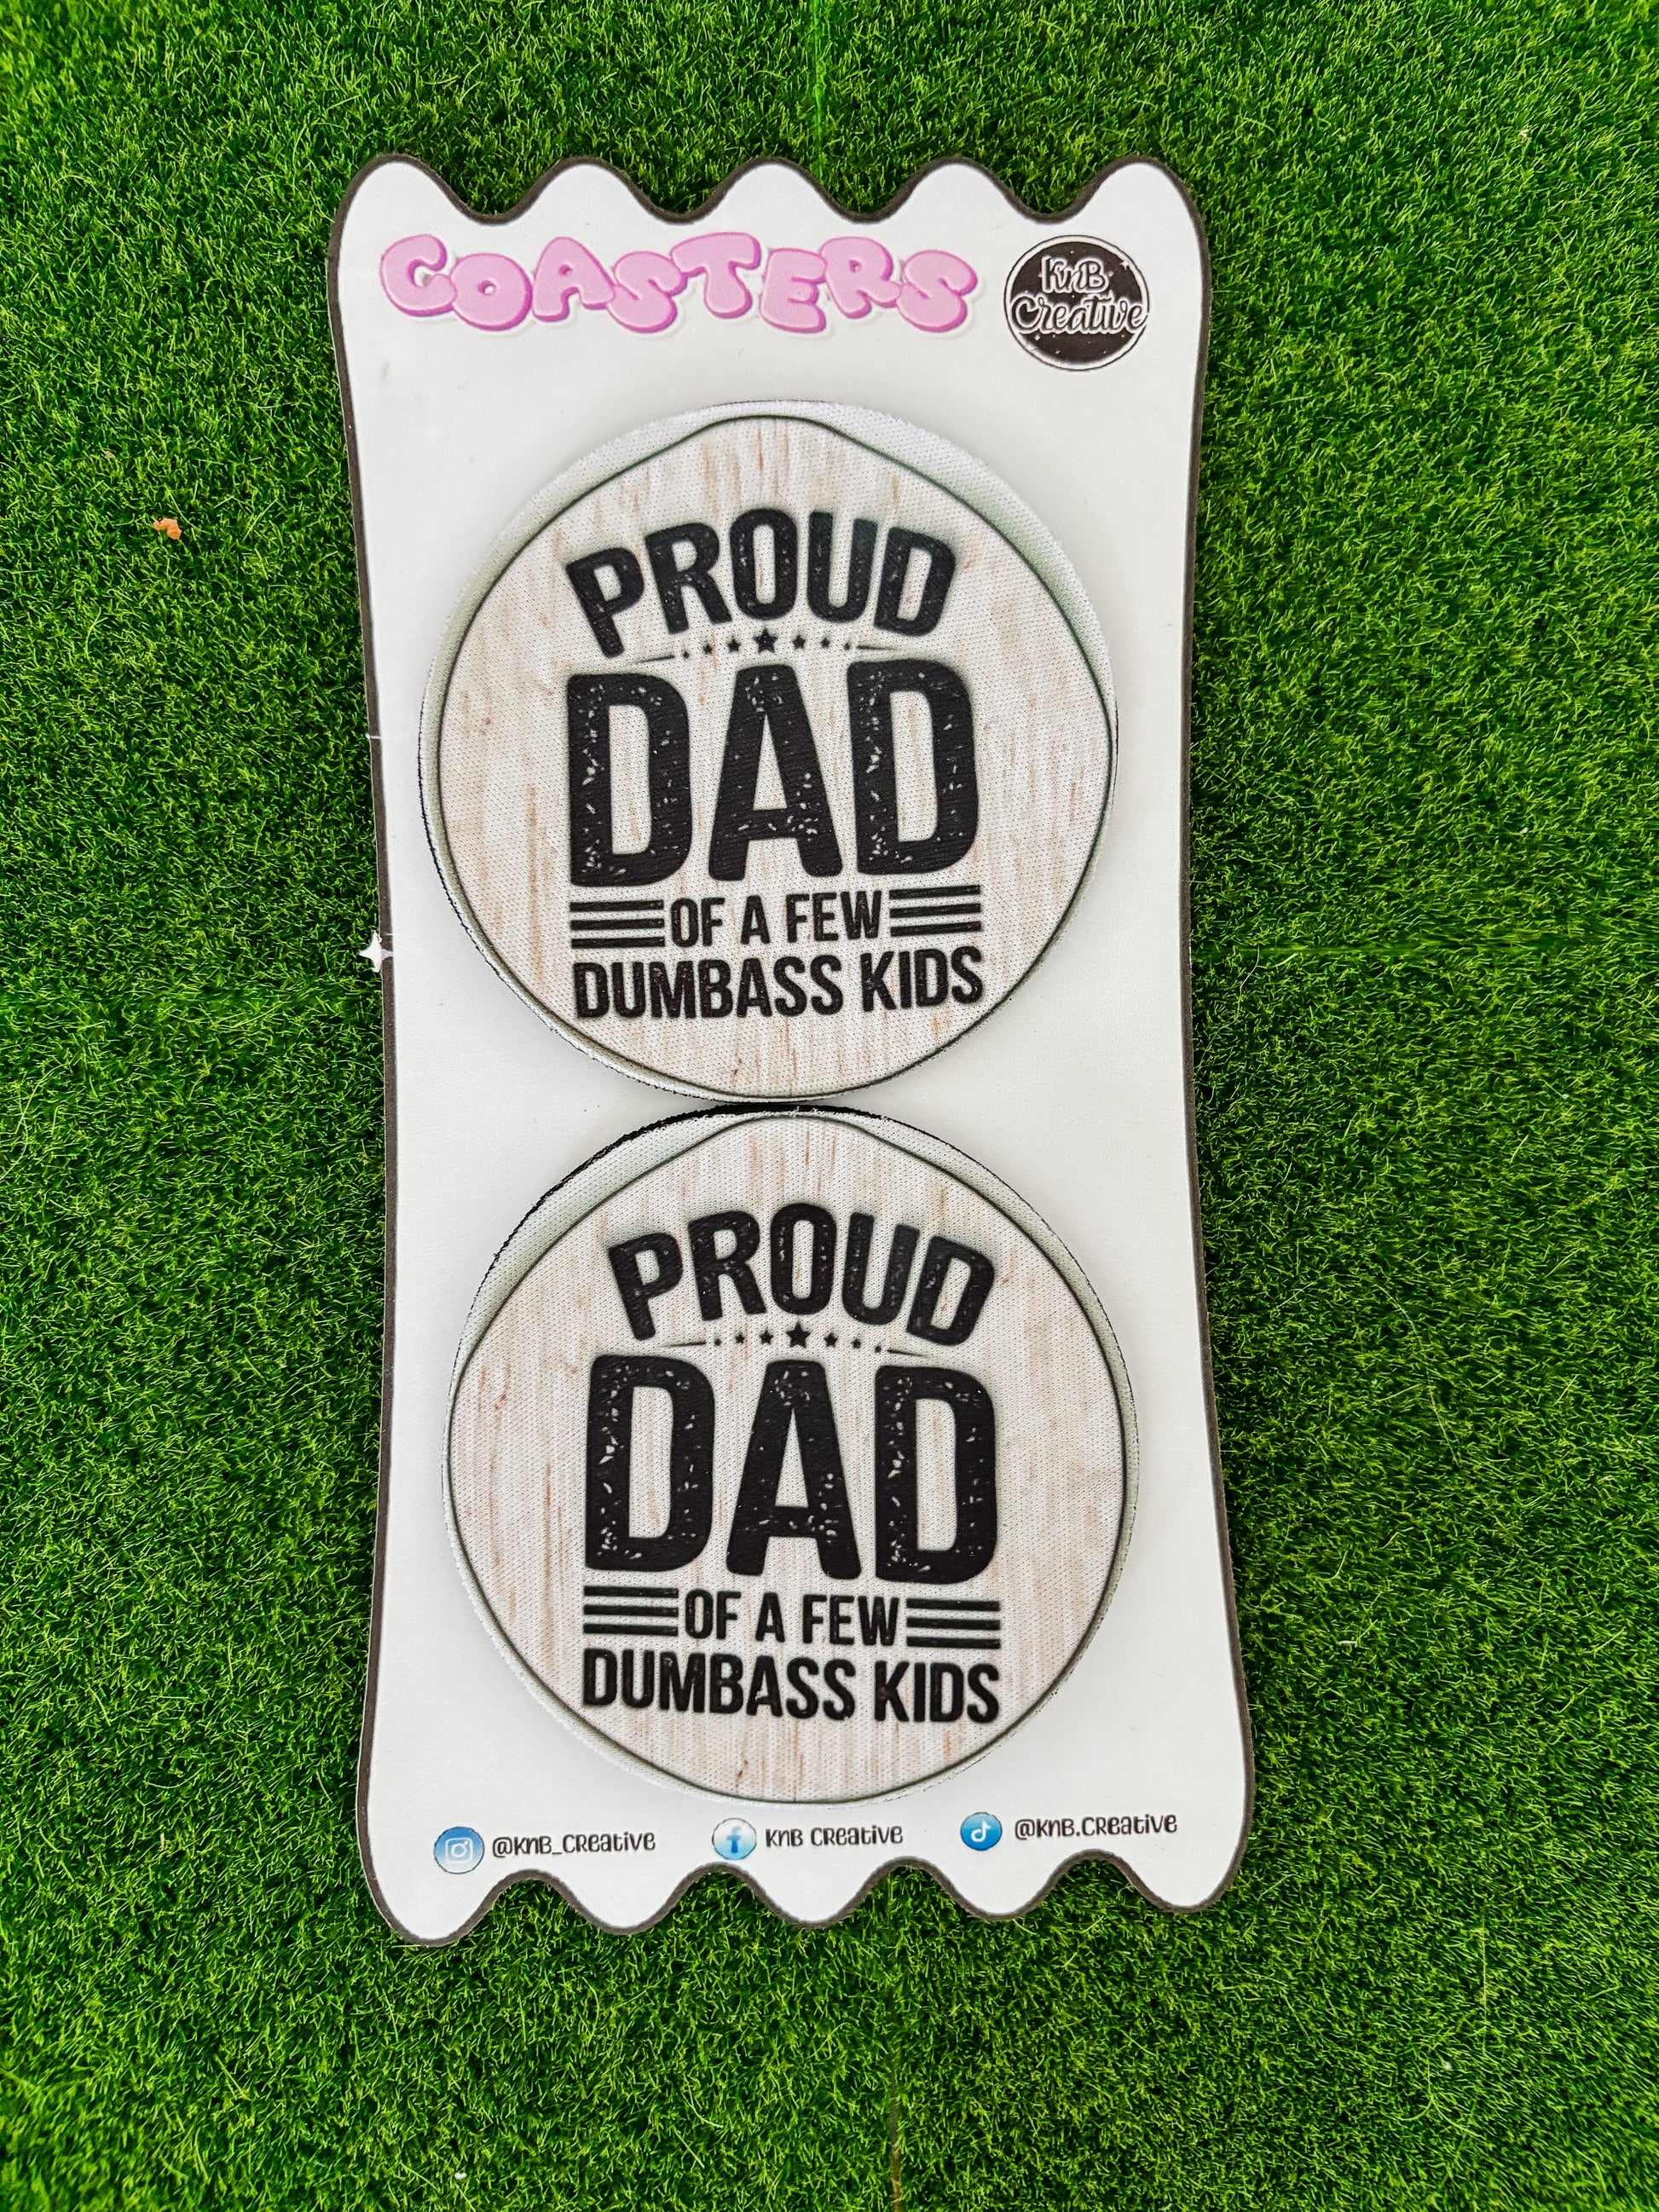 COASTERS
KnB
Creative
PROUD
DAD
OF A FEW
DUMBASS KIDS
PROUD
DAD
OF A FEW
DUMBASS KIDS
@KnB_Creative
KnB Creative
@KnB.Creative